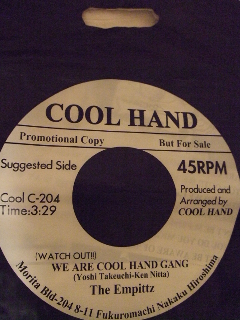 COOL HAND
Promotional Copy
But For Sale
Suggested Side
45RPM
Cool C-204
Time:3:29
Produced and
Arranged by
COOL HAND
(WATCH OUT!!)
WE ARE COOL HAND GANG
(Yoshi Takeuchi-Ken Nitta)
The Empittz
Morita Bld-204 8-11 Fukuromachi Nakaku Hiroshima